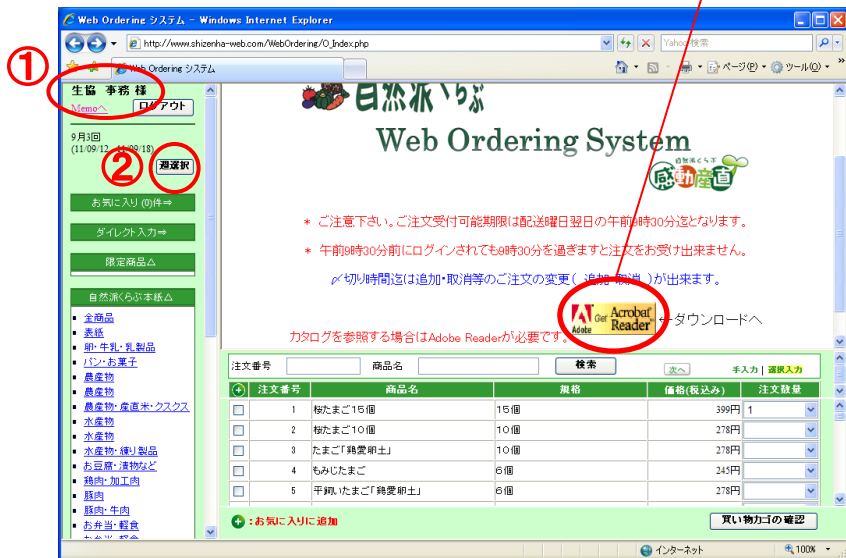 Web Ordering システム - Windows Internet Explorer
http://www.shizenha-web.com/WebOrdering/O_Index.php
Yahoo!検索
Web Ordering システム
ページ(P)
ツール(O)
①
生協 事務 様
Memoへ
ログアウト
9月3回
(11/09/12 - 11/09/18)
②
週選択
お気に入り (0)件⇒
ダイレクト入力⇒
限定商品△
自然派くらぶ本紙△
全商品
表紙
卵・牛乳・乳製品
パン・お菓子
農産物
農産物
農産物・産直米・クスクス
水産物
水産物
水産物・練り製品
お豆腐・漬物など
鶏肉・加工肉
豚肉
豚肉・牛肉
お弁当・軽食
お弁当・軽食
自然派くらぶ
Web Ordering System
自然派くらぶ
感動産直
* ご注意下さい。ご注文受付可能期限は配送曜日翌日の午前9時30分迄となります。
* 午前9時30分前にログインされても9時30分を過ぎますと注文をお受け出来ません。
〆切り時間迄は追加・取消等のご注文の変更( 追加・取消 )が出来ます。
Get Acrobat Reader
Adobe
←ダウンロードへ
カタログを参照する場合はAdobe Readerが必要です。
注文番号 商品名 検索 次へ 手入力 | 選択入力
注文番号 商品名 規格 価格(税込み) 注文数量
1 桜たまご15個 15個 399円 1
2 桜たまご10個 10個 278円
3 たまご「鶏愛卵土」 10個 278円
4 もみじたまご 6個 245円
5 平飼いたまご「鶏愛卵土」 6個 278円
:お気に入りに追加
買い物カゴの確認
インターネット
100%